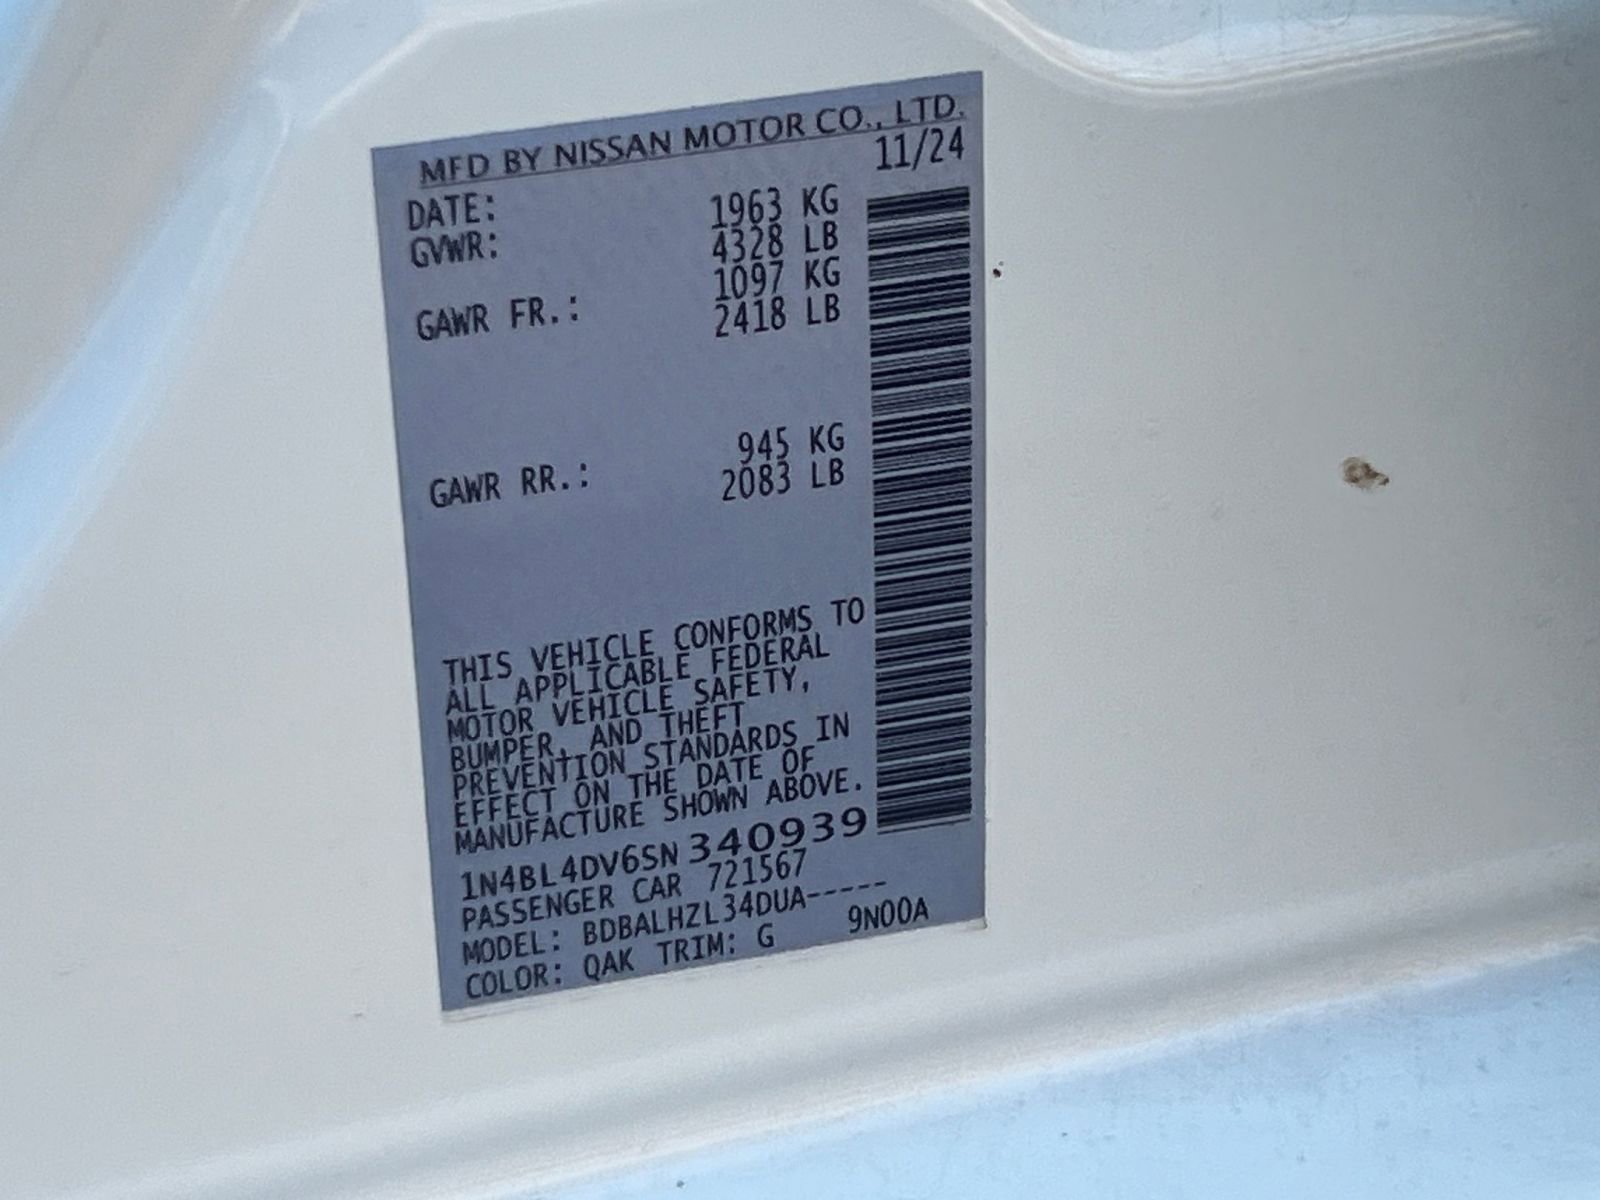 MFD BY NISSAN MOTOR CO., LTD.
DATE: 11/24
GVWR: 1963 KG
4328 LB
GAWR FR.: 1097 KG
2418 LB
GAWR RR.: 945 KG
2083 LB
THIS VEHICLE CONFORMS TO
ALL APPLICABLE FEDERAL
MOTOR VEHICLE SAFETY,
BUMPER, AND THEFT
PREVENTION STANDARDS IN
EFFECT ON THE DATE OF
MANUFACTURE SHOWN ABOVE.
1N4BL4DV6SN340939
PASSENGER CAR 721567
MODEL: BDBALHZL34DUA-----
COLOR: QAK TRIM: G 9N00A